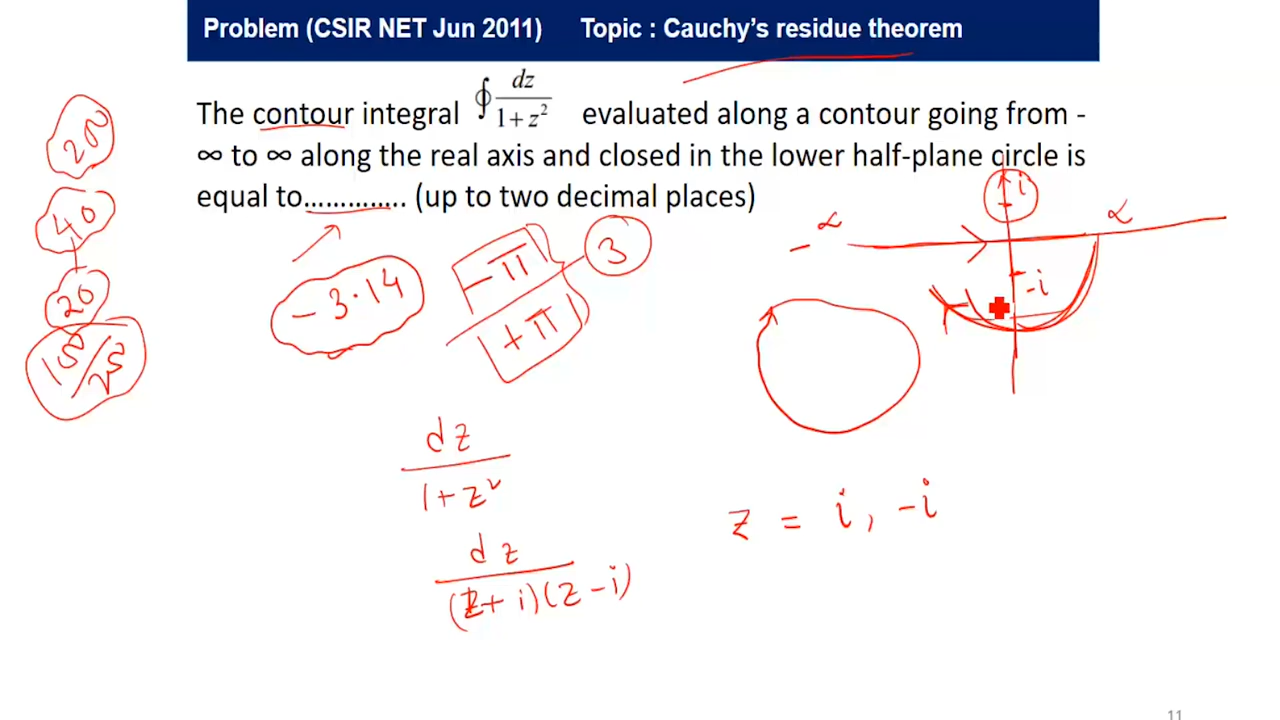 Problem (CSIR NET Jun 2011) Topic : Cauchy's residue theorem
The contour integral ∮ dz/1+z² evaluated along a contour going from -
∞ to ∞ along the real axis and closed in the lower half-plane circle is
equal to………….. (up to two decimal places)
200
40
20
150/250
-3.14
-π
+π
3
i
-∞
∞
-i
dz
1+z²
dz
(z+i)(z-i)
z = i, -i
11